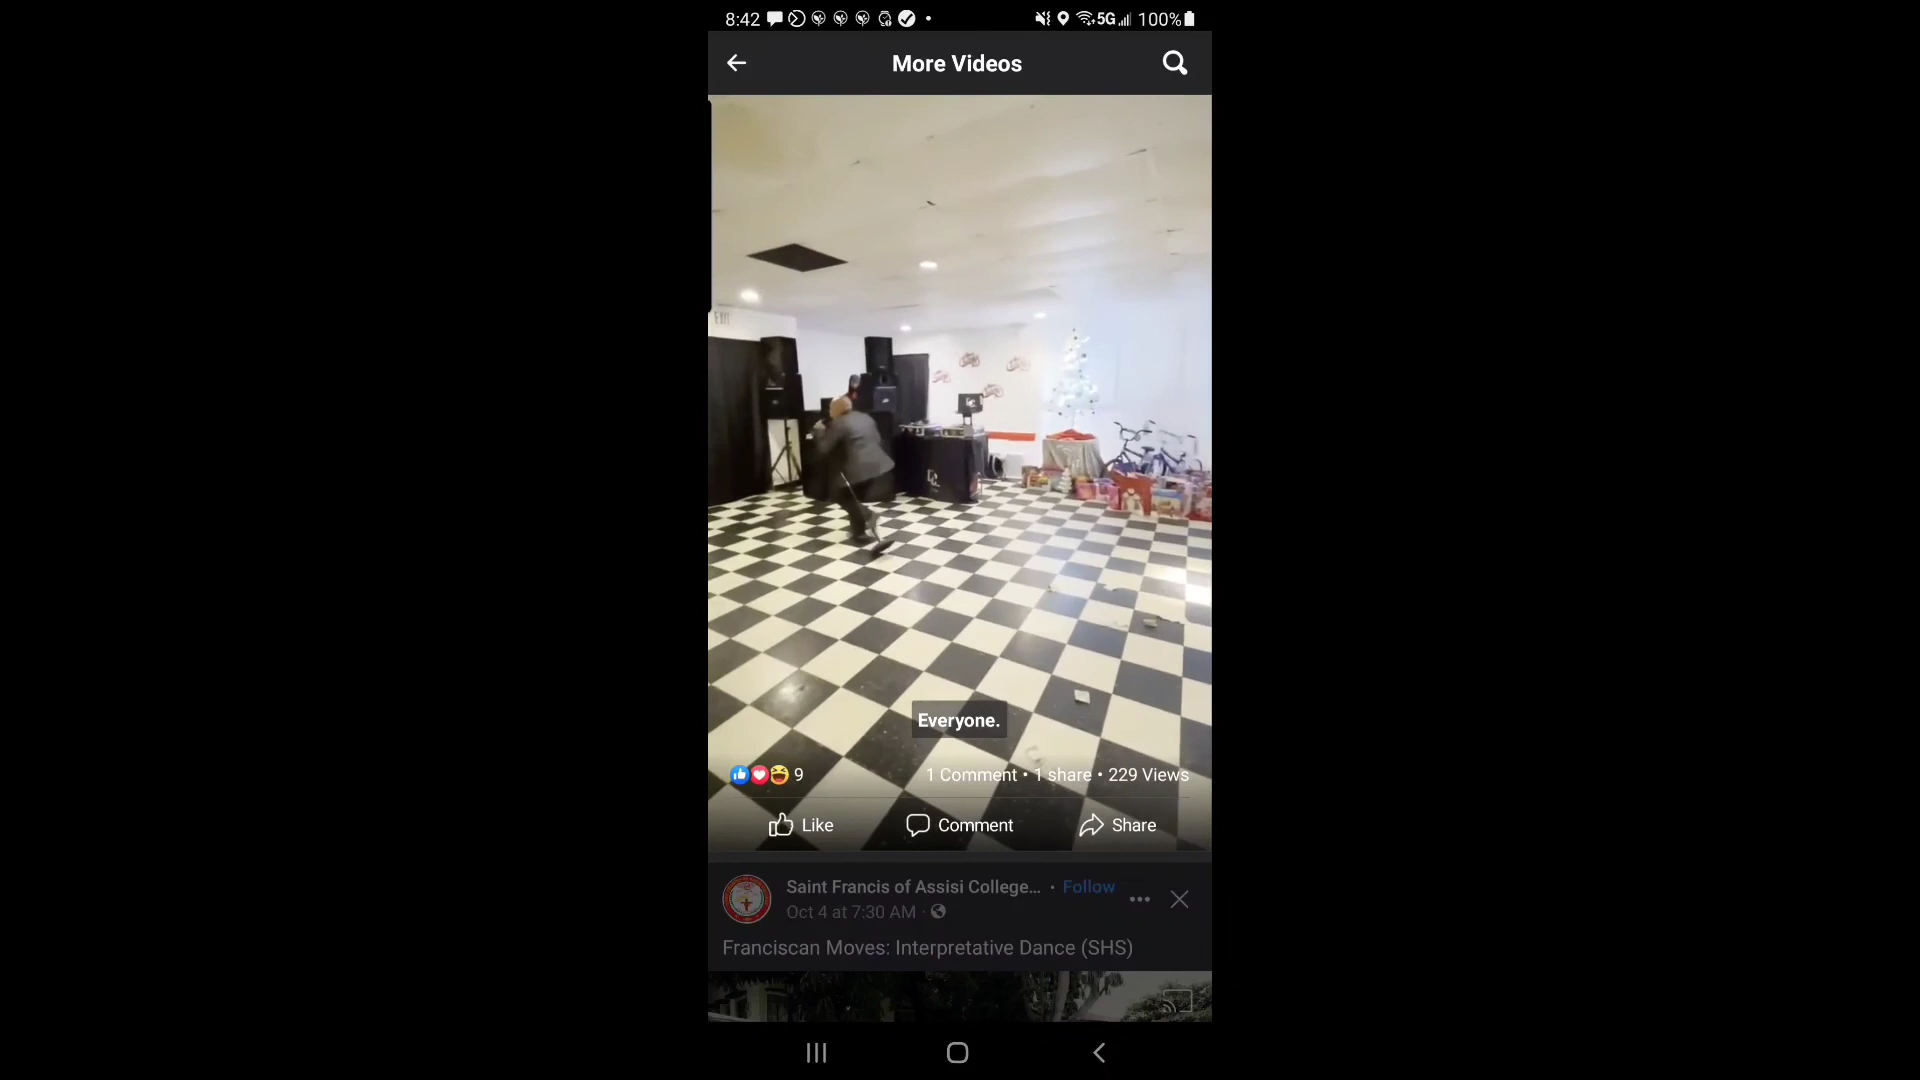 8:42 5G 100%
More Videos
EXIT
Everyone.
9 1 Comment • 1 share • 229 Views
Like Comment Share
Saint Francis of Assisi College... · Follow
Oct 4 at 7:30 AM ·
Franciscan Moves: Interpretative Dance (SHS)